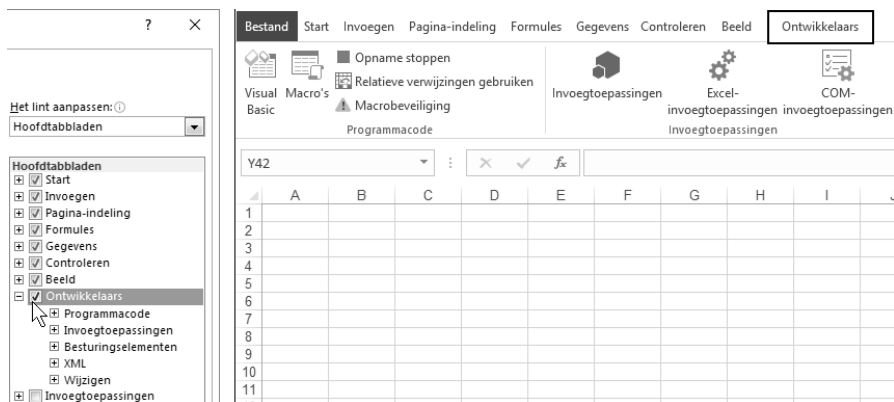 ? ×
Het lint aanpassen:
Hoofdtabbladen
Hoofdtabbladen
Start
Invoegen
Pagina-indeling
Formules
Gegevens
Controleren
Beeld
Ontwikkelaars
Programmacode
Invoegtoepassingen
Besturingselementen
XML
Wijzigen
Invoegtoepassingen
Bestand Start Invoegen Pagina-indeling Formules Gegevens Controleren Beeld Ontwikkelaars
Visual Basic
Macro's
Opname stoppen
Relatieve verwijzingen gebruiken
Macrobeveiliging
Programmacode
Invoegtoepassingen
Excel-
invoegtoepassingen
COM-
invoegtoepassingen
Invoegtoepassingen
Y42
fx
A B C D E F G H I J
1
2
3
4
5
6
7
8
9
10
11